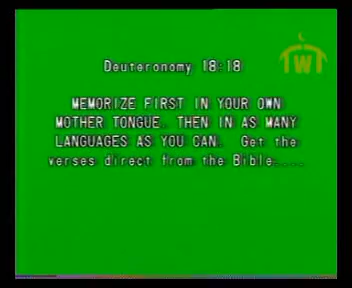 Deuteronomy 18:18
MEMORIZE FIRST IN YOUR OWN
MOTHER TONGUE. THEN IN AS MANY
LANGUAGES AS YOU CAN. Get the
verses direct from the Bible.....